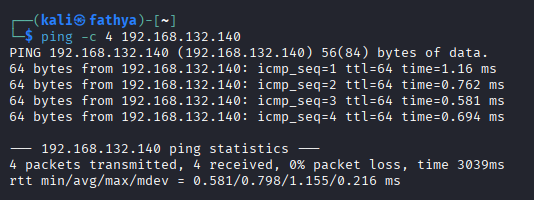 ┌──(kali㉿fathya)-[~]
└─$ ping -c 4 192.168.132.140
PING 192.168.132.140 (192.168.132.140) 56(84) bytes of data.
64 bytes from 192.168.132.140: icmp_seq=1 ttl=64 time=1.16 ms
64 bytes from 192.168.132.140: icmp_seq=2 ttl=64 time=0.762 ms
64 bytes from 192.168.132.140: icmp_seq=3 ttl=64 time=0.581 ms
64 bytes from 192.168.132.140: icmp_seq=4 ttl=64 time=0.694 ms
--- 192.168.132.140 ping statistics ---
4 packets transmitted, 4 received, 0% packet loss, time 3039ms
rtt min/avg/max/mdev = 0.581/0.798/1.155/0.216 ms